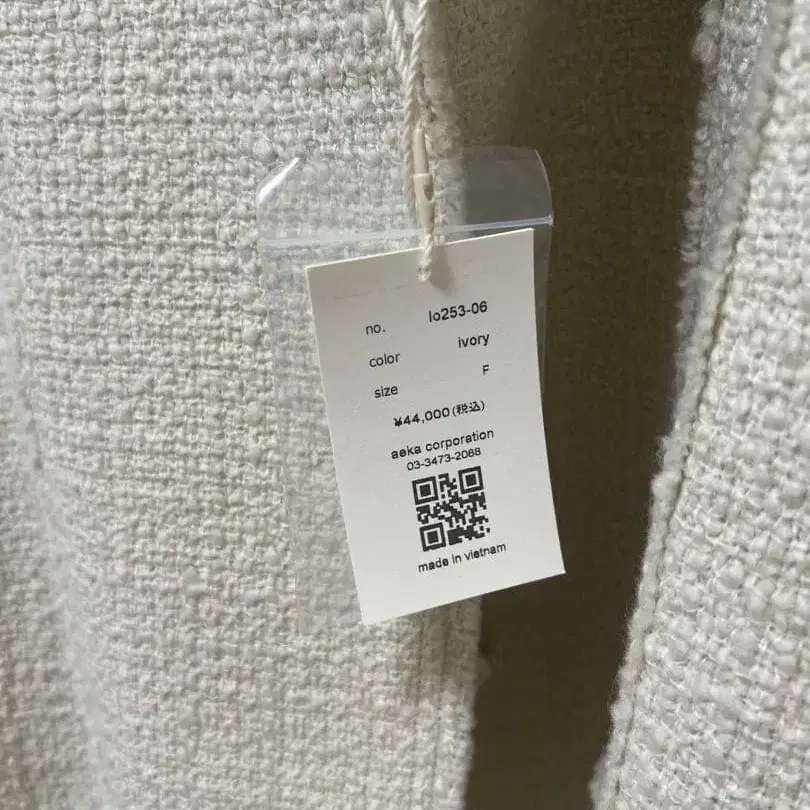 no. lo253-06
color ivory
size F
¥44,000(税込)
aeka corporation
03-3473-2088
made in vietnam